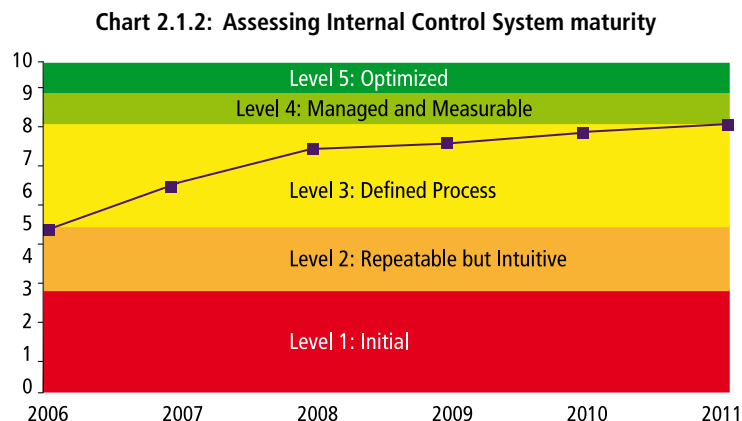 Chart 2.1.2: Assessing Internal Control System maturity
10
9
8
7
6
5
4
3
2
1
0
Level 5: Optimized
Level 4: Managed and Measurable
Level 3: Defined Process
Level 2: Repeatable but Intuitive
Level 1: Initial
2006 2007 2008 2009 2010 2011